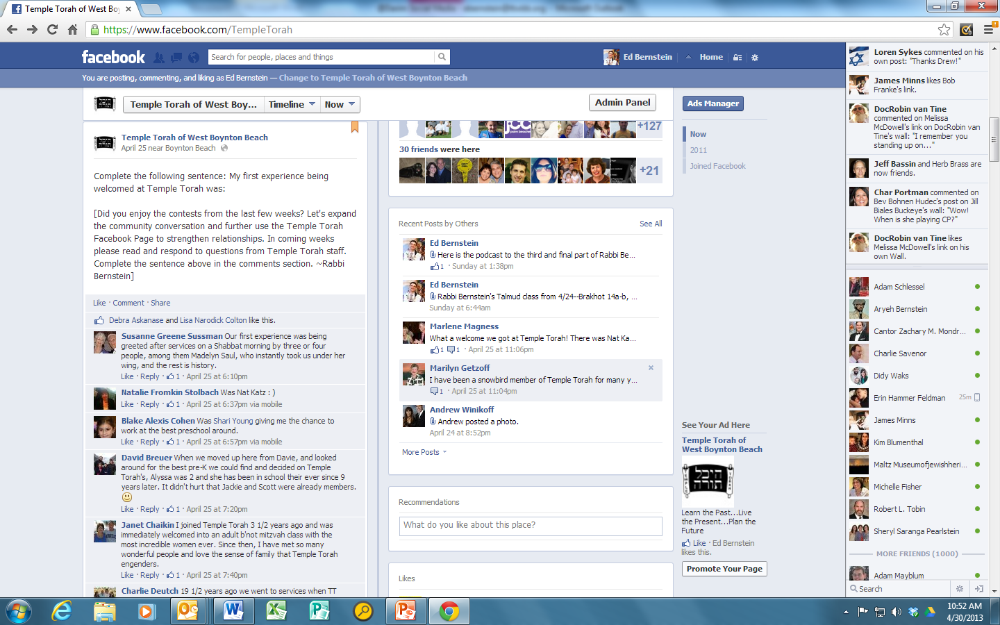 Temple Torah of West Boy
https://www.facebook.com/TempleTorah
facebook
Search for people, places and things
Ed Bernstein
Home
You are posting, commenting, and liking as Ed Bernstein — Change to Temple Torah of West Boynton Beach
Temple Torah of West Boy...
Timeline
Now
Admin Panel
Temple Torah of West Boynton Beach
April 25 near Boynton Beach
Complete the following sentence: My first experience being
welcomed at Temple Torah was:
[Did you enjoy the contests from the last few weeks? Let's expand
the community conversation and further use the Temple Torah
Facebook Page to strengthen relationships. In coming weeks
please read and respond to questions from Temple Torah staff.
Complete the sentence above in the comments section. ~Rabbi
Bernstein]
Like · Comment · Share
Debra Askanase and Lisa Narodick Colton like this.
Susanne Greene Sussman Our first experience was being
greeted after services on a Shabbat morning by three or four
people, among them Madelyn Saul, who instantly took us under her
wing, and the rest is history.
Like · Reply · 1 · April 25 at 6:10pm
Natalie Fromkin Stolbach Was Nat Katz : )
Like · Reply · 1 · April 25 at 6:37pm via mobile
Blake Alexis Cohen Was Shari Young giving me the chance to
work at the best preschool around.
Like · Reply · 1 · April 25 at 6:57pm via mobile
David Breuer When we moved up here from Davie, and looked
around for the best pre-K we could find and decided on Temple
Torah's, Alyssa was 2 and she has been in school their ever since 9
years later. It didn't hurt that Jackie and Scott were already members.
Like · Reply · 1 · April 25 at 7:20pm
Janet Chaikin I joined Temple Torah 3 1/2 years ago and was
immediately welcomed into an adult b'not mitzvah class with the
most incredible women ever. Since then, I have met so many
wonderful people and love the sense of family that Temple Torah
engenders.
Like · Reply · 1 · April 25 at 7:40pm
Charlie Deutch 19 1/2 years ago we went to services when TT
+127
30 friends were here
+21
Recent Posts by Others
See All
Ed Bernstein
Here is the podcast to the third and final part of Rabbi Be...
1 · Sunday at 1:38pm
Ed Bernstein
Rabbi Bernstein's Talmud class from 4/24--Brakhot 14a-b, ...
Sunday at 6:44am
Marlene Magness
What a welcome we got at Temple Torah! There was Nat Ka...
1 1 · April 25 at 11:06pm
Marilyn Getzoff
I have been a snowbird member of Temple Torah for many y...
1 · April 25 at 11:04pm
Andrew Winikoff
Andrew posted a photo.
April 24 at 8:52pm
More Posts
Recommendations
What do you like about this place?
Likes
Ads Manager
Now
2011
Joined Facebook
See Your Ad Here
Temple Torah of
West Boynton Beach
היכל
תורה
Learn the Past...Live
the Present...Plan the
Future
Like · Ed Bernstein
likes this.
Promote Your Page
Loren Sykes commented on his
own post: "Thanks Drew!"
James Minns likes Bob
Franke's link.
DocRobin van Tine
commented on Melissa
McDowell's link on DocRobin van
Tine's wall: "I remember you
standing up on..."
Jeff Bassin and Herb Brass are
now friends.
Char Portman commented on
Bev Bohnen Hudec's post on Jill
Biales Buckeye's wall: "Wow!
When is she playing CP?"
DocRobin van Tine likes
Melissa McDowell's link on his
own Wall.
Adam Schlessel
Aryeh Bernstein
Cantor Zachary M. Mondr...
Charlie Savenor
Didy Waks
Erin Hammer Feldman 25m
James Minns
Kim Blumenthal
Maltz Museumofjewishheri...
Michelle Fisher
Robert L. Tobin
Sheryl Saranga Pearlstein
MORE FRIENDS (1000)
Adam Mayblum
Search
10:52 AM
4/30/2013